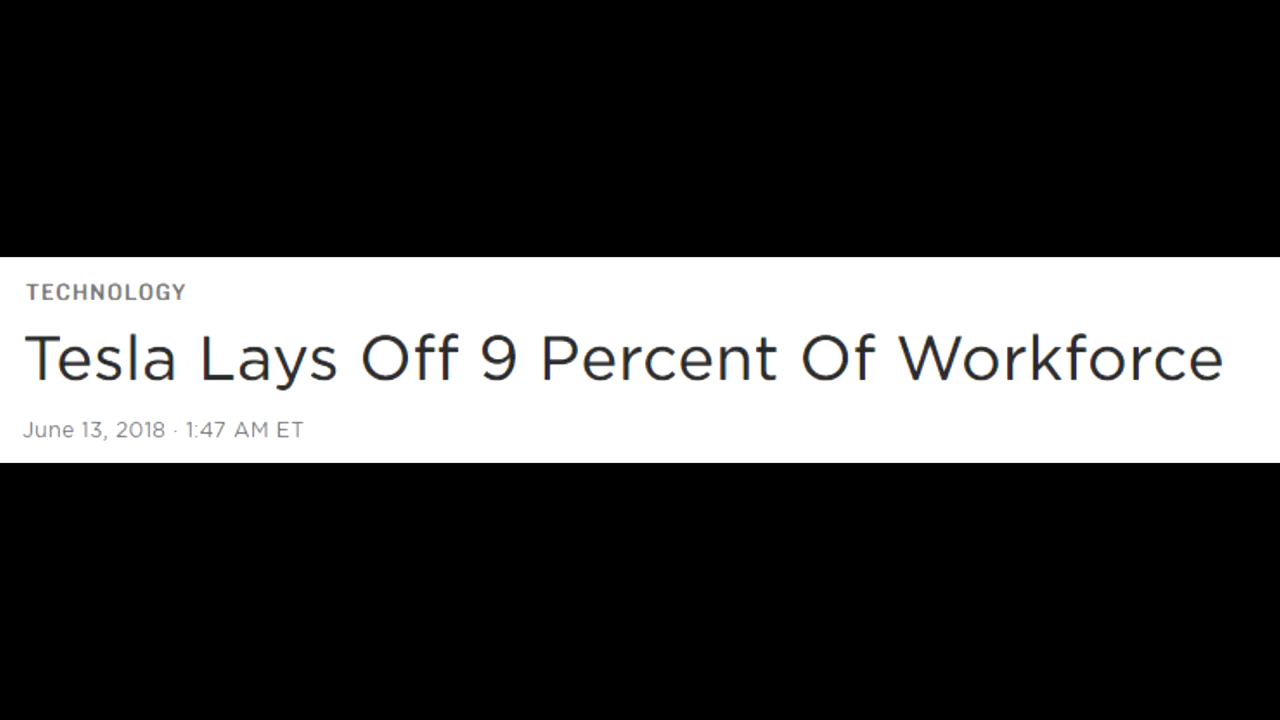 TECHNOLOGY
Tesla Lays Off 9 Percent Of Workforce
June 13, 2018 · 1:47 AM ET